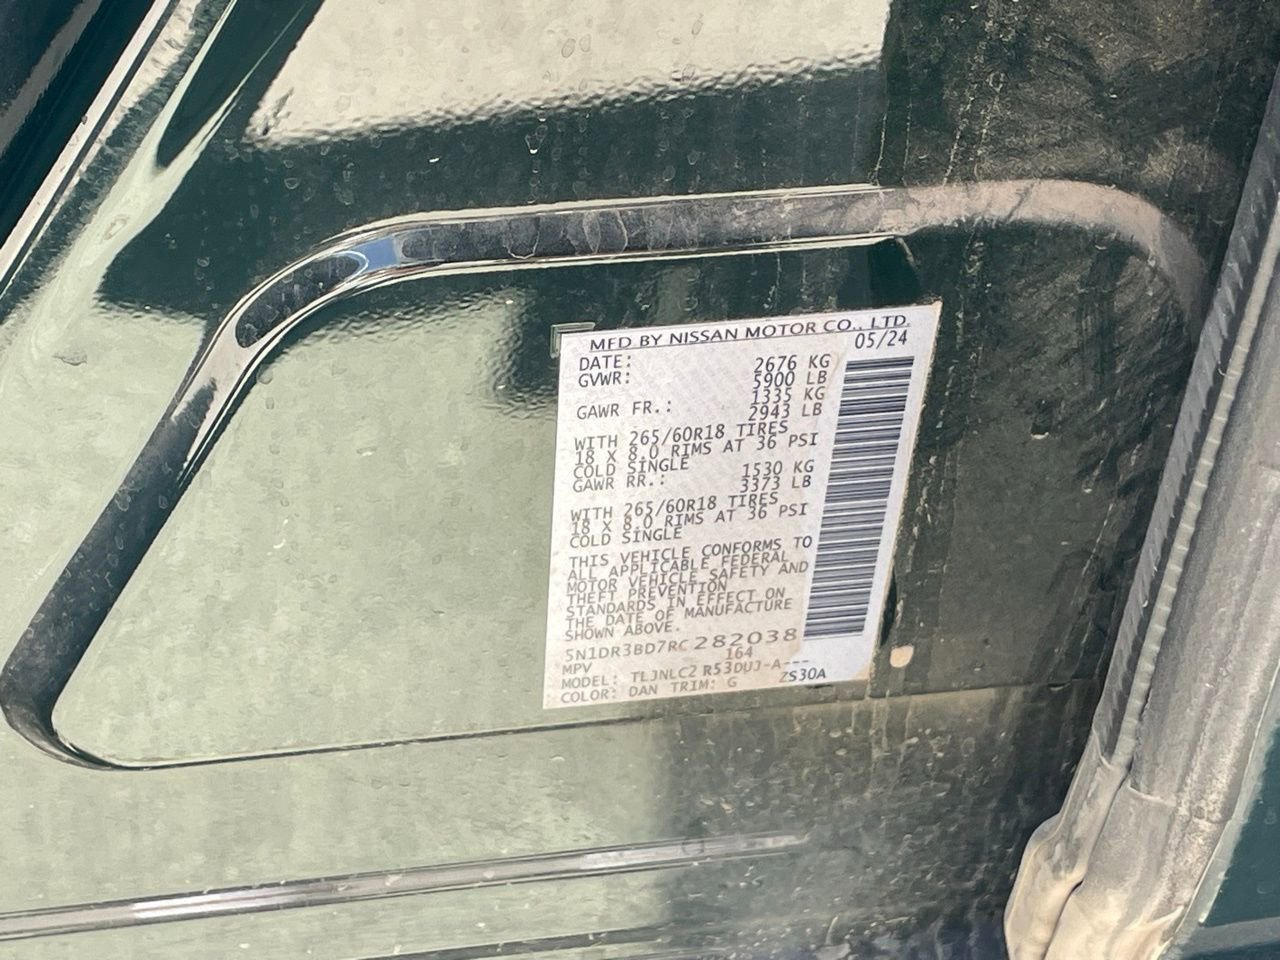 MFD BY NISSAN MOTOR CO., LTD.
DATE: 05/24
GVWR: 2676 KG
5900 LB
GAWR FR.: 1335 KG
2943 LB
WITH 265/60R18 TIRES
18 X 8.0 RIMS AT 36 PSI
COLD SINGLE
GAWR RR.: 1530 KG
3373 LB
WITH 265/60R18 TIRES
18 X 8.0 RIMS AT 36 PSI
COLD SINGLE
THIS VEHICLE CONFORMS TO
ALL APPLICABLE FEDERAL
MOTOR VEHICLE SAFETY AND
THEFT PREVENTION
STANDARDS IN EFFECT ON
THE DATE OF MANUFACTURE
SHOWN ABOVE.
5N1DR3BD7RC282038
MPV 164
MODEL: TLJNLC2 R53DUJ-A---
COLOR: DAN TRIM: G ZS30A